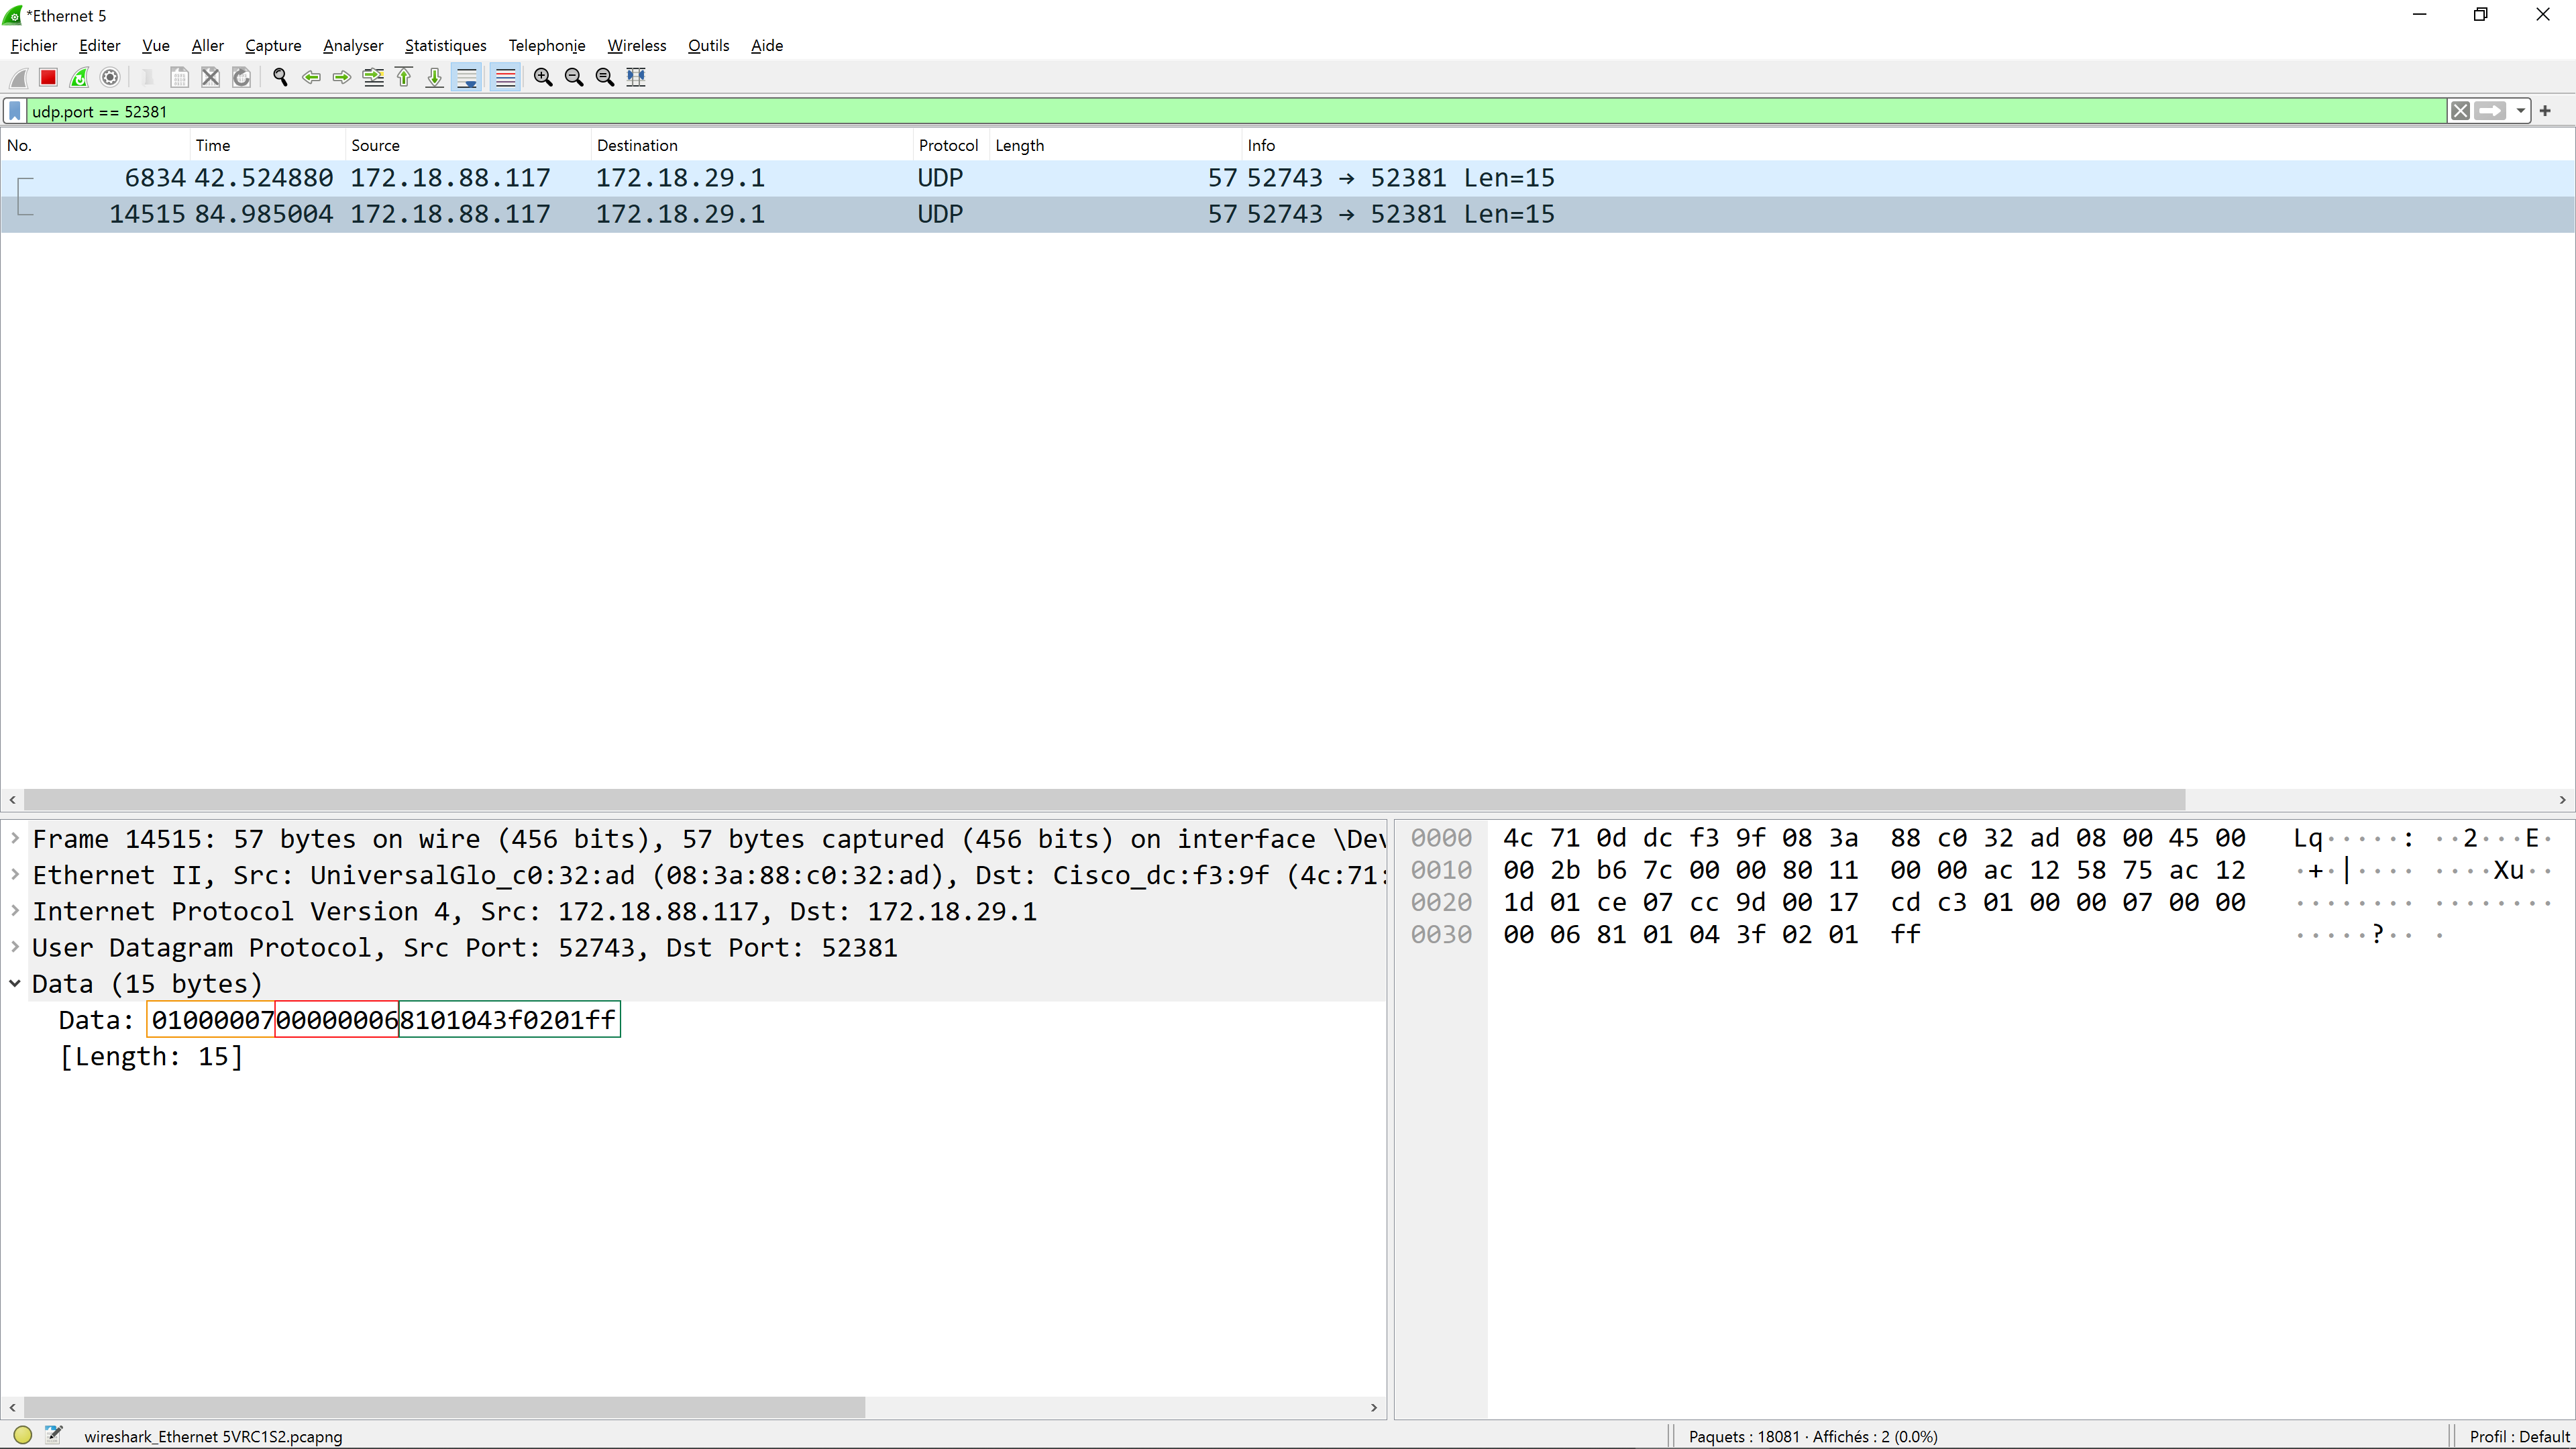 *Ethernet 5
Fichier Editer Vue Aller Capture Analyser Statistiques Telephonie Wireless Outils Aide
udp.port == 52381
No. Time Source Destination Protocol Length Info
6834 42.524880 172.18.88.117 172.18.29.1 UDP 57 52743 → 52381 Len=15
14515 84.985004 172.18.88.117 172.18.29.1 UDP 57 52743 → 52381 Len=15
Frame 14515: 57 bytes on wire (456 bits), 57 bytes captured (456 bits) on interface \Dev
Ethernet II, Src: UniversalGlo_c0:32:ad (08:3a:88:c0:32:ad), Dst: Cisco_dc:f3:9f (4c:71:
Internet Protocol Version 4, Src: 172.18.88.117, Dst: 172.18.29.1
User Datagram Protocol, Src Port: 52743, Dst Port: 52381
Data (15 bytes)
Data: 01000007000000068101043f0201ff
[Length: 15]
0000 4c 71 0d dc f3 9f 08 3a 88 c0 32 ad 08 00 45 00 Lq·····: ··2···E·
0010 00 2b b6 7c 00 00 80 11 00 00 ac 12 58 75 ac 12 ·+·|···· ····Xu··
0020 1d 01 ce 07 cc 9d 00 17 cd c3 01 00 00 07 00 00 ········ ········
0030 00 06 81 01 04 3f 02 01 ff ·····?·· ·
wireshark_Ethernet 5VRC1S2.pcapng
Paquets : 18081 · Affichés : 2 (0.0%)
Profil : Default